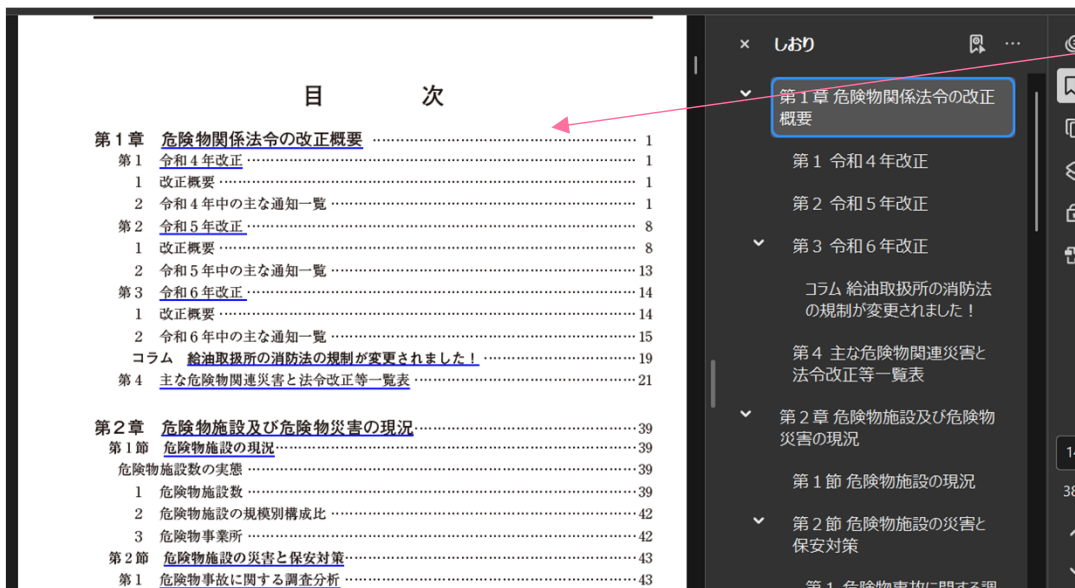 目　次
第1章　危険物関係法令の改正概要 …… 1
第1　令和4年改正 …… 1
1　改正概要 …… 1
2　令和4年中の主な通知一覧 …… 1
第2　令和5年改正 …… 8
1　改正概要 …… 8
2　令和5年中の主な通知一覧 …… 13
第3　令和6年改正 …… 14
1　改正概要 …… 14
2　令和6年中の主な通知一覧 …… 15
コラム　給油取扱所の消防法の規制が変更されました！ …… 19
第4　主な危険物関連災害と法令改正等一覧表 …… 21
第2章　危険物施設及び危険物災害の現況 …… 39
第1節　危険物施設の現況 …… 39
危険物施設数の実態 …… 39
1　危険物施設数 …… 39
2　危険物施設の規模別構成比 …… 42
3　危険物事業所 …… 42
第2節　危険物施設の災害と保安対策 …… 43
第1　危険物事故に関する調査分析 …… 43
しおり
第1章 危険物関係法令の改正
概要
第1 令和4年改正
第2 令和5年改正
第3 令和6年改正
コラム 給油取扱所の消防法
の規制が変更されました！
第4 主な危険物関連災害と
法令改正等一覧表
第2章 危険物施設及び危険物
災害の現況
第1節 危険物施設の現況
第2節 危険物施設の災害と
保安対策
第1 危険物事故に関する調